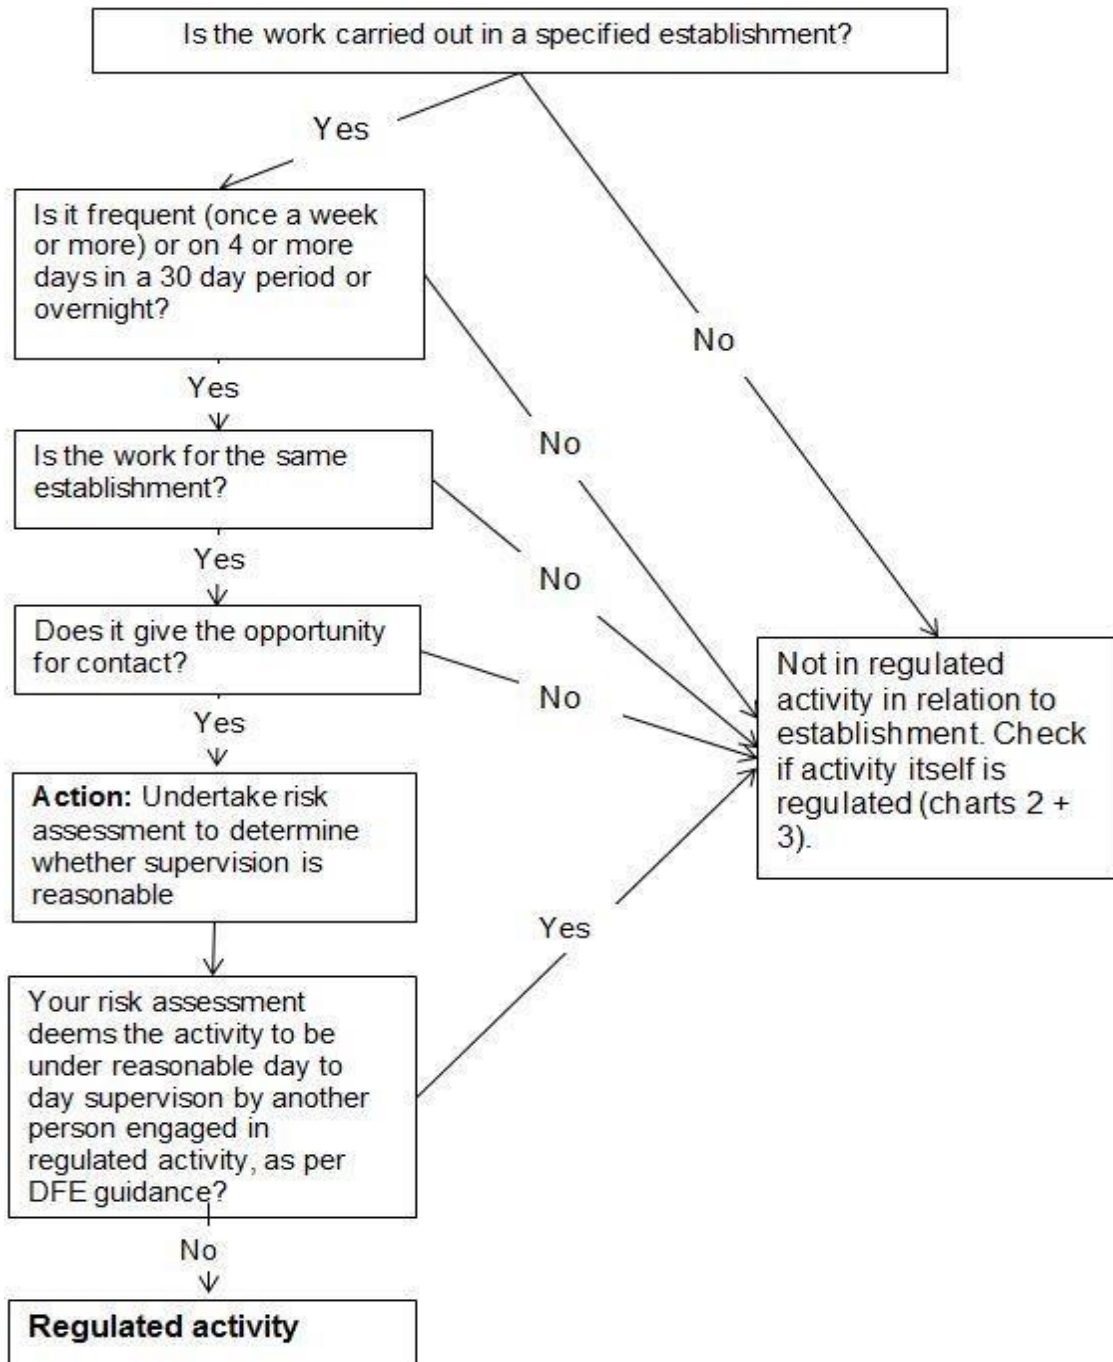 Is the work carried out in a specified establishment?
Yes
Is it frequent (once a week
or more) or on 4 or more
days in a 30 day period or
overnight?
No
Yes
No
Is the work for the same
establishment?
Yes
No
Does it give the opportunity
for contact?
No
Not in regulated
activity in relation to
establishment. Check
if activity itself is
regulated (charts 2 +
3).
Yes
Action: Undertake risk
assessment to determine
whether supervision is
reasonable
Yes
Your risk assessment
deems the activity to be
under reasonable day to
day supervison by another
person engaged in
regulated activity, as per
DFE guidance?
No
Regulated activity